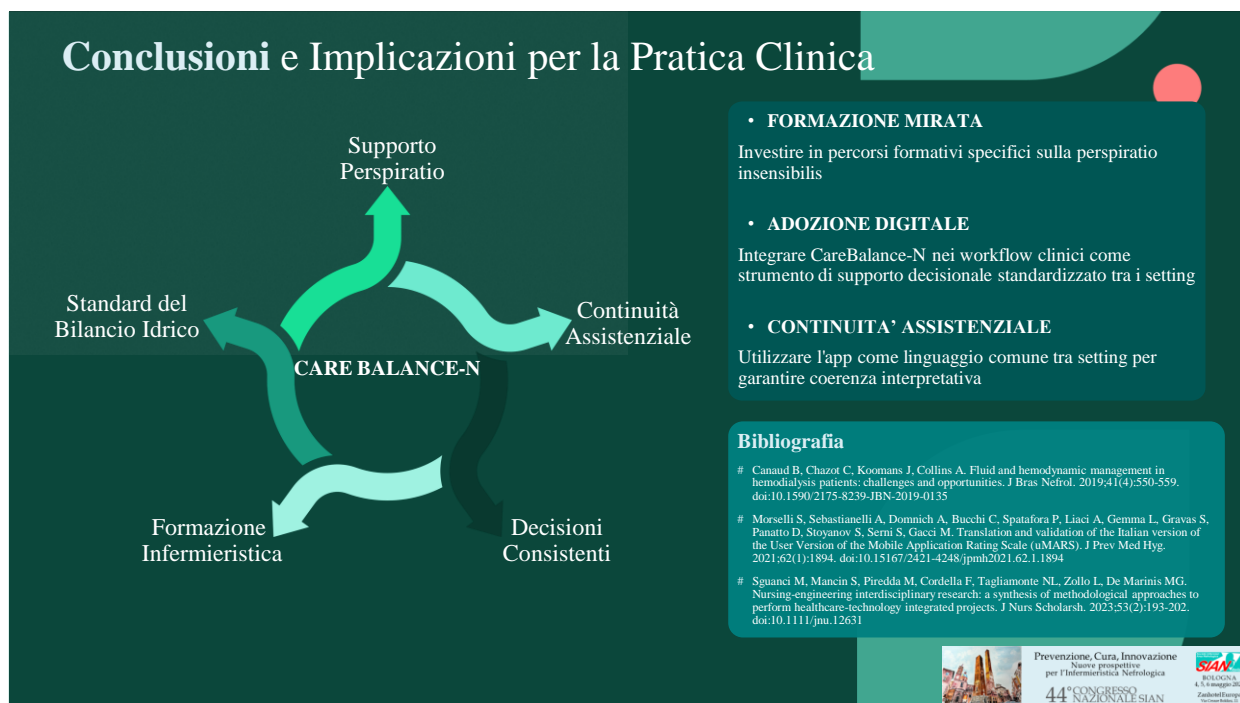 Conclusioni e Implicazioni per la Pratica Clinica
Supporto
Perspiratio
Continuità
Assistenziale
Standard del
Bilancio Idrico
CARE BALANCE-N
Formazione
Infermieristica
Decisioni
Consistenti
• FORMAZIONE MIRATA
Investire in percorsi formativi specifici sulla perspiratio
insensibilis
• ADOZIONE DIGITALE
Integrare CareBalance-N nei workflow clinici come
strumento di supporto decisionale standardizzato tra i setting
• CONTINUITA’ ASSISTENZIALE
Utilizzare l'app come linguaggio comune tra setting per
garantire coerenza interpretativa
Bibliografia
# Canaud B, Chazot C, Koomans J, Collins A. Fluid and hemodynamic management in
hemodialysis patients: challenges and opportunities. J Bras Nefrol. 2019;41(4):550-559.
doi:10.1590/2175-8239-JBN-2019-0135
# Morselli S, Sebastianelli A, Domnich A, Bucchi C, Spatafora P, Liaci A, Gemma L, Gravas S,
Panatto D, Stoyanov S, Serni S, Gacci M. Translation and validation of the Italian version of
the User Version of the Mobile Application Rating Scale (uMARS). J Prev Med Hyg.
2021;62(1):1894. doi:10.15167/2421-4248/jpmh2021.62.1.1894
# Sguanci M, Mancin S, Piredda M, Cordella F, Tagliamonte NL, Zollo L, De Marinis MG.
Nursing-engineering interdisciplinary research: a synthesis of methodological approaches to
perform healthcare-technology integrated projects. J Nurs Scholarsh. 2023;53(2):193-202.
doi:10.1111/jnu.12631
Prevenzione, Cura, Innovazione
Nuove prospettive
per l'Infermieristica Nefrologica
44° CONGRESSO
NAZIONALE SIAN
SIAN
BOLOGNA
4, 5, 6 maggio